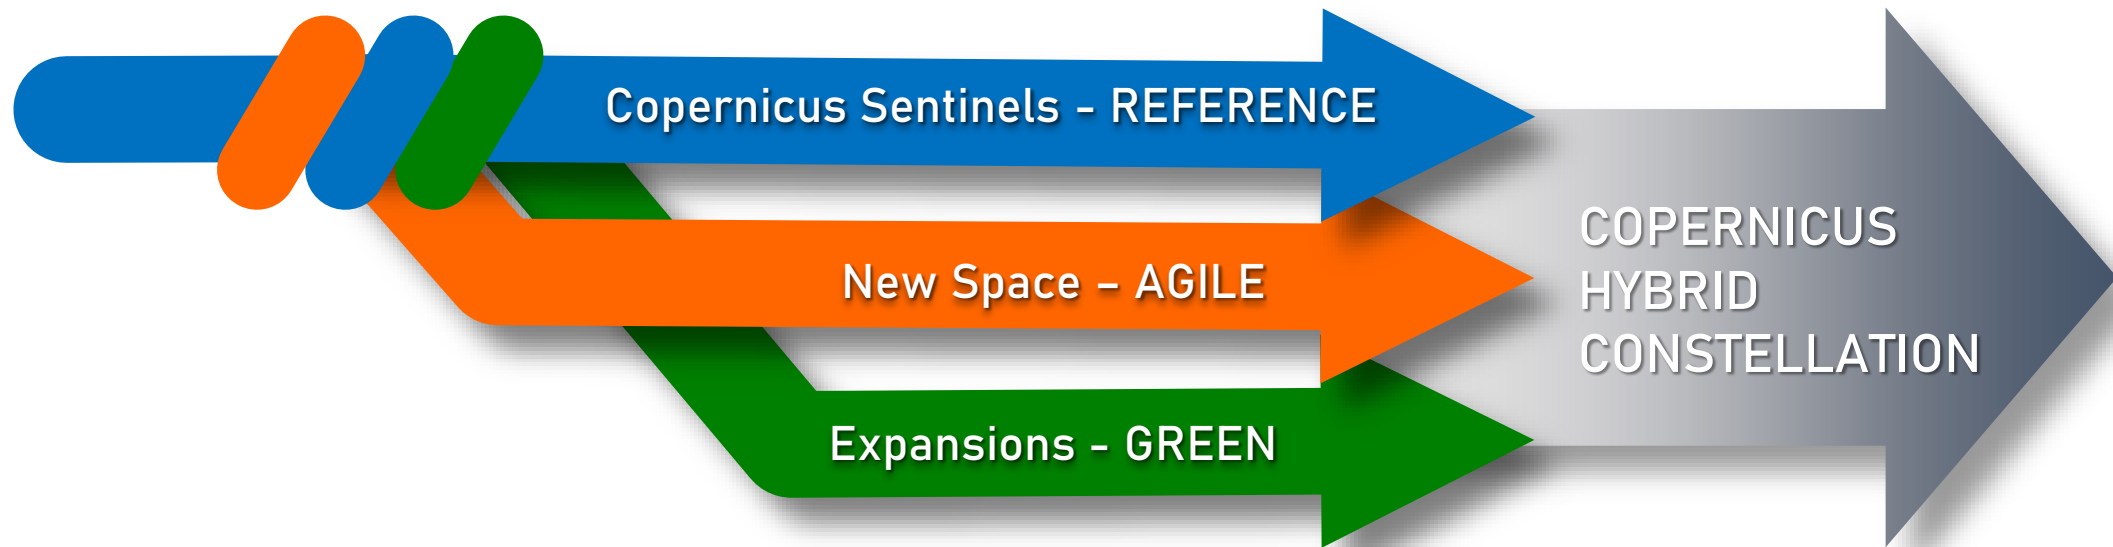 Copernicus Sentinels - REFERENCE
New Space – AGILE
Expansions - GREEN
COPERNICUS
HYBRID
CONSTELLATION